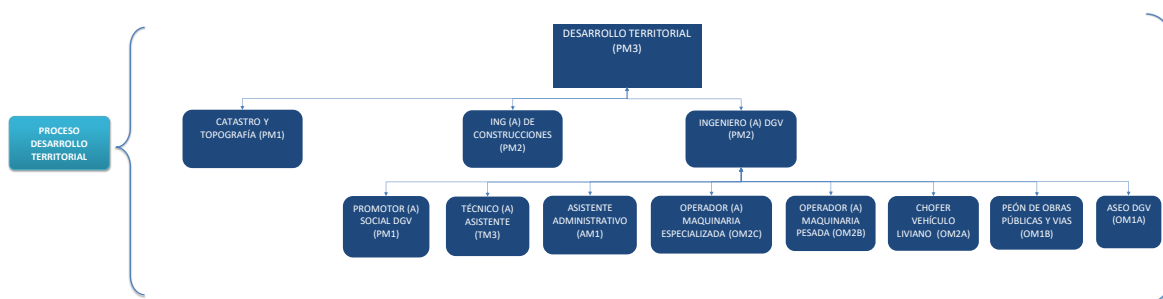 DESARROLLO TERRITORIAL
(PM3)
PROCESO
DESARROLLO
TERRITORIAL
CATASTRO Y
TOPOGRAFÍA (PM1)
ING (A) DE
CONSTRUCCIONES
(PM2)
INGENIERO (A) DGV
(PM2)
PROMOTOR (A)
SOCIAL DGV
(PM1)
TÉCNICO (A)
ASISTENTE
(TM3)
ASISTENTE
ADMINISTRATIVO
(AM1)
OPERADOR (A)
MAQUINARIA
ESPECIALIZADA (OM2C)
OPERADOR (A)
MAQUINARIA
PESADA (OM2B)
CHOFER
VEHÍCULO
LIVIANO (OM2A)
PEÓN DE OBRAS
PÚBLICAS Y VIAS
(OM1B)
ASEO DGV
(OM1A)